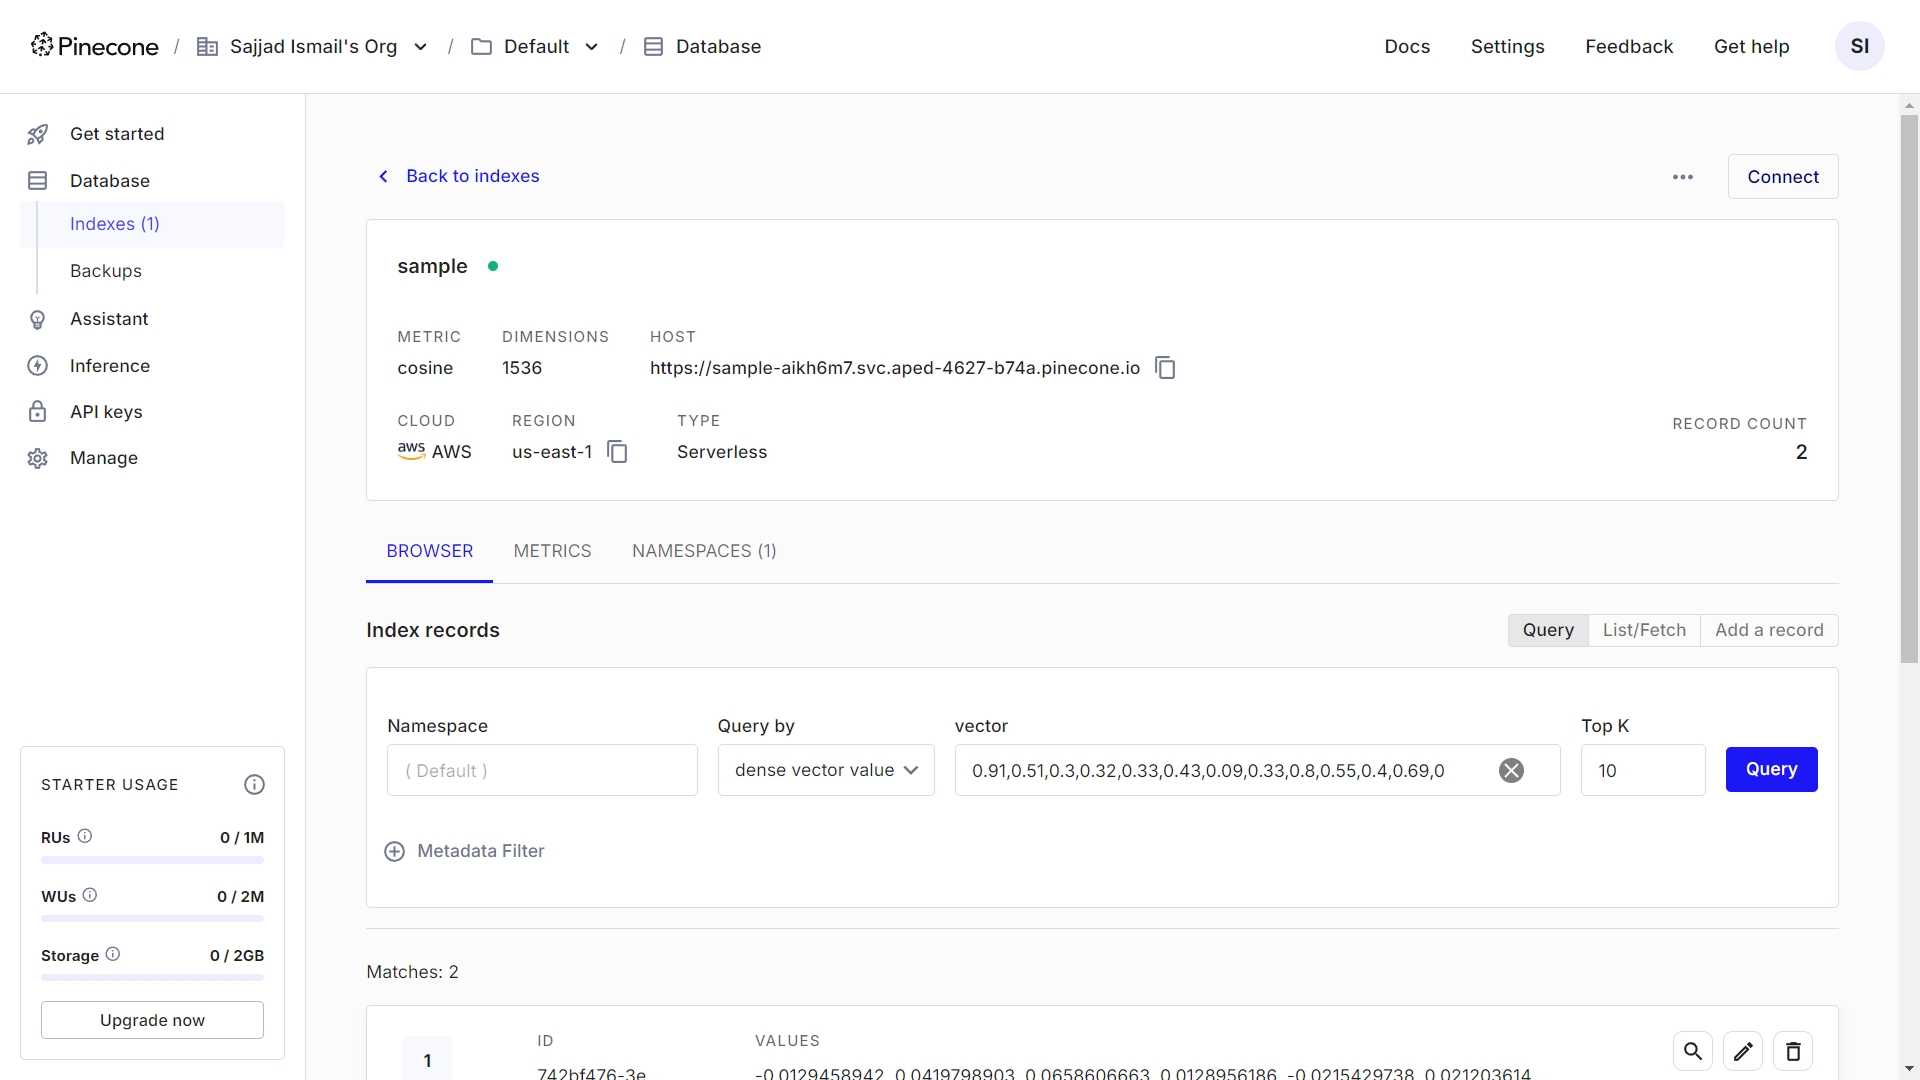 Pinecone / Sajjad Ismail's Org / Default / Database
Docs Settings Feedback Get help SI
Get started
Database
Indexes (1)
Backups
Assistant
Inference
API keys
Manage
STARTER USAGE
RUs 0 / 1M
WUs 0 / 2M
Storage 0 / 2GB
Upgrade now
Back to indexes
Connect
sample
METRIC DIMENSIONS HOST
cosine 1536 https://sample-aikh6m7.svc.aped-4627-b74a.pinecone.io
CLOUD REGION TYPE RECORD COUNT
aws AWS us-east-1 Serverless 2
BROWSER METRICS NAMESPACES (1)
Index records
Query List/Fetch Add a record
Namespace Query by vector Top K
( Default ) dense vector value 0.91,0.51,0.3,0.32,0.33,0.43,0.09,0.33,0.8,0.55,0.4,0.69,0 10 Query
Metadata Filter
Matches: 2
1 ID VALUES
742bf476-3e -0.0129458942, 0.0419798903, 0.0658606663, 0.0128956186, -0.0215429738, 0.021203614